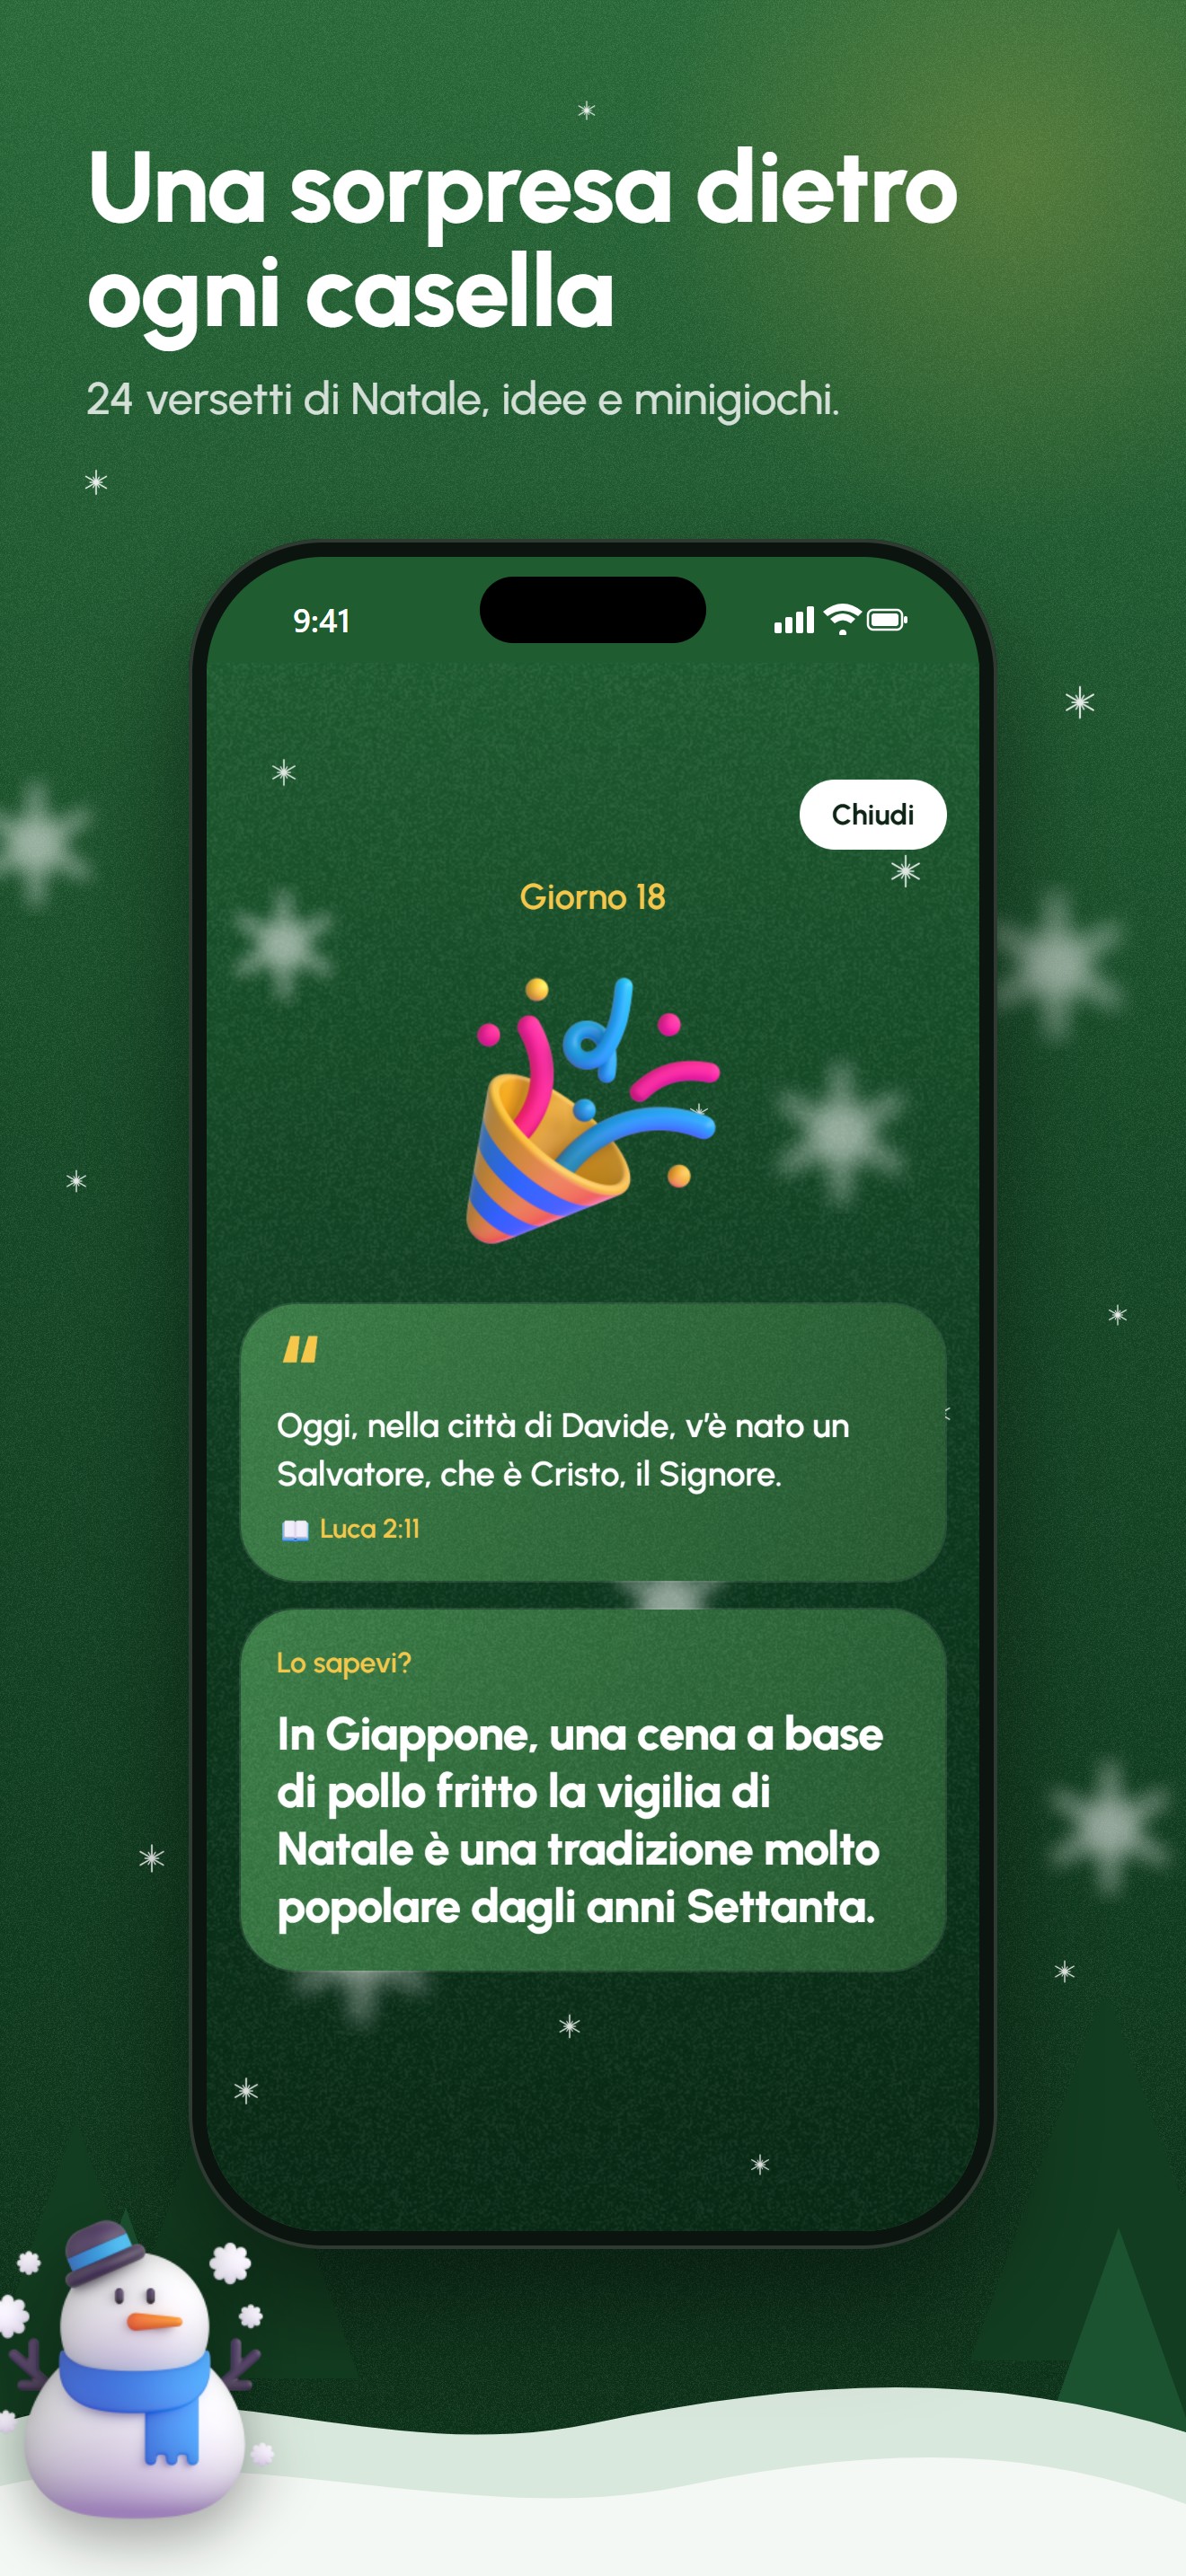 Una sorpresa dietro
ogni casella
24 versetti di Natale, idee e minigiochi.
9:41
Chiudi
Giorno 18
"
Oggi, nella città di Davide, v’è nato un
Salvatore, che è Cristo, il Signore.
Luca 2:11
Lo sapevi?
In Giappone, una cena a base
di pollo fritto la vigilia di
Natale è una tradizione molto
popolare dagli anni Settanta.